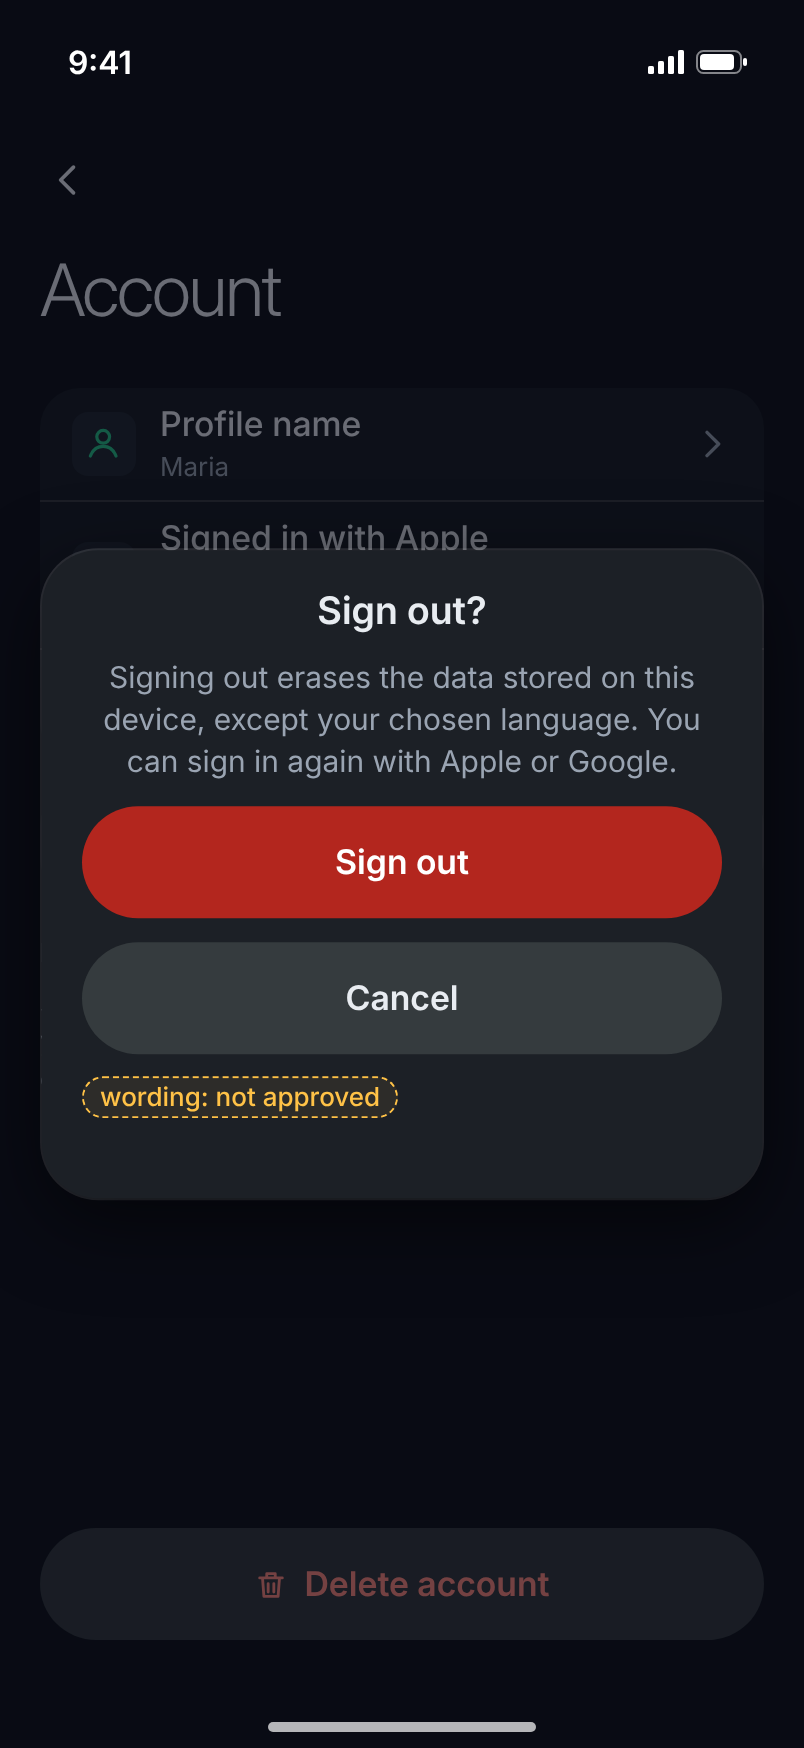 9:41
Account
Profile name
Maria
Signed in with Apple
Sign out?
Signing out erases the data stored on this
device, except your chosen language. You
can sign in again with Apple or Google.
Sign out
Cancel
wording: not approved
Delete account